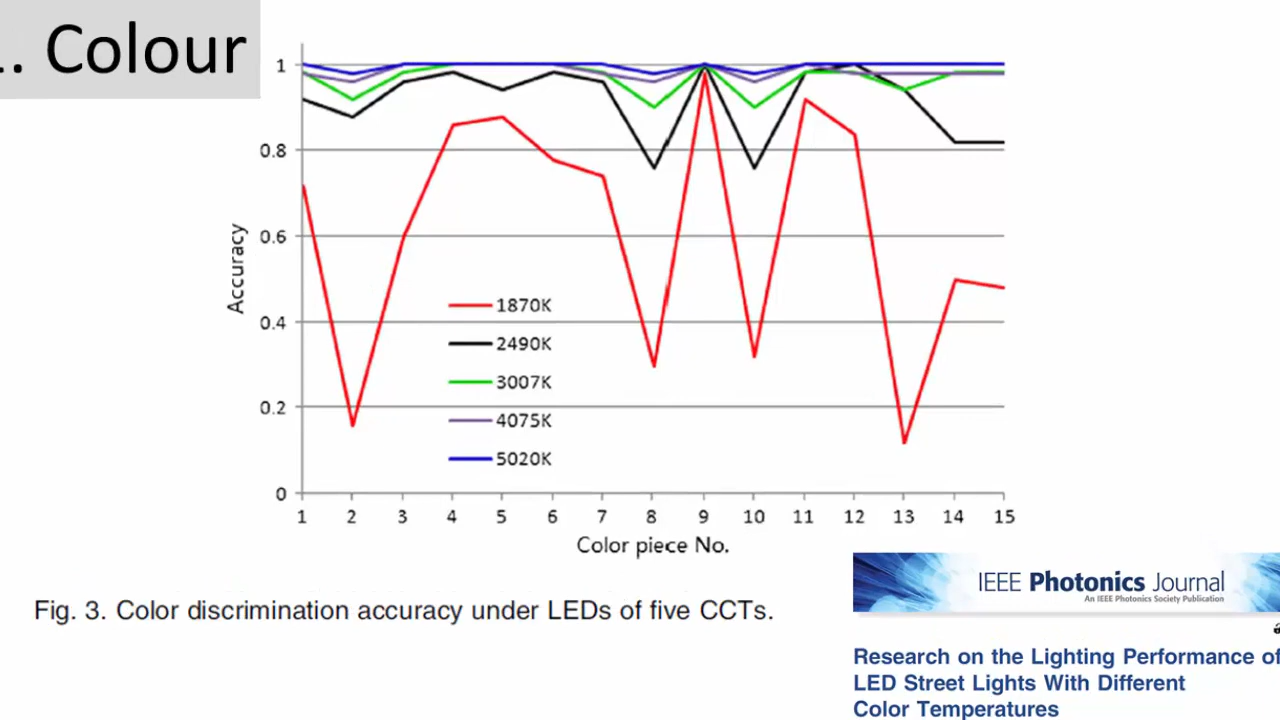 1. Colour
1
0.8
0.6
0.4
0.2
0
Accuracy
1870K
2490K
3007K
4075K
5020K
1 2 3 4 5 6 7 8 9 10 11 12 13 14 15
Color piece No.
Fig. 3. Color discrimination accuracy under LEDs of five CCTs.
IEEE Photonics Journal
An IEEE Photonics Society Publication
Research on the Lighting Performance of
LED Street Lights With Different
Color Temperatures